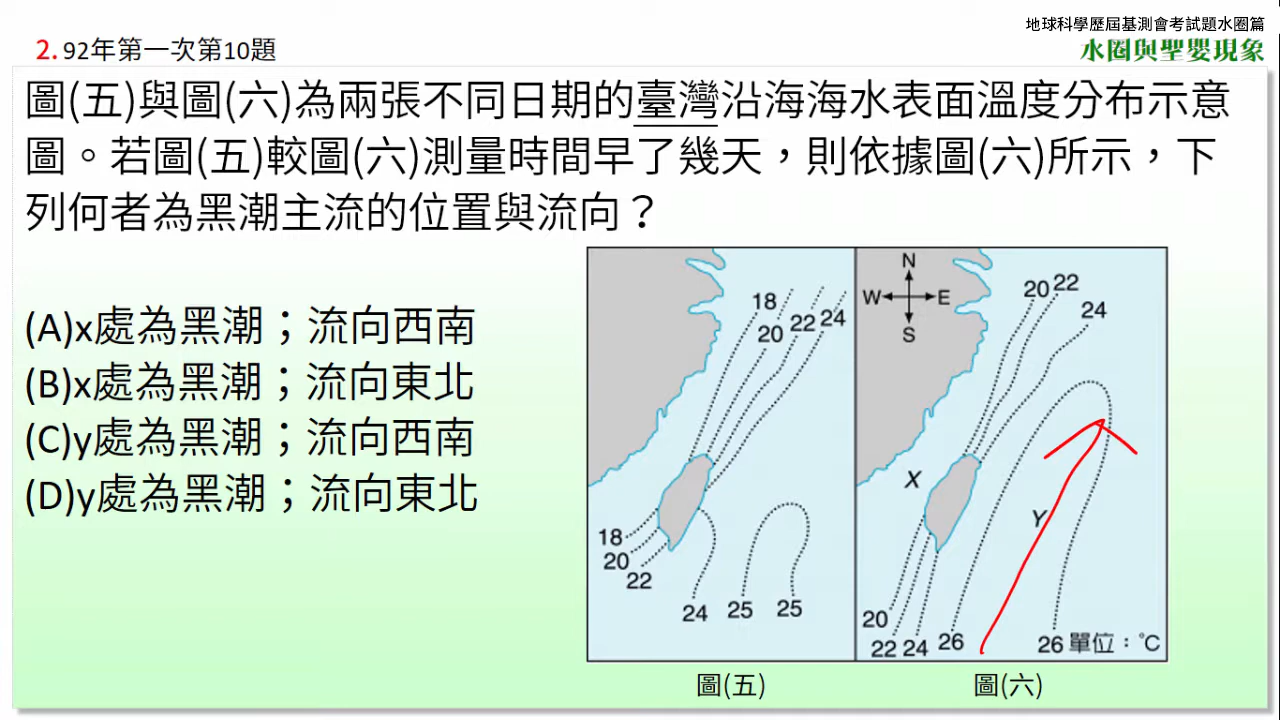 地球科學歷屆基測會考試題水圈篇
水圈與聖嬰現象
2. 92年第一次第10題
圖(五)與圖(六)為兩張不同日期的臺灣沿海海水表面溫度分布示意
圖。若圖(五)較圖(六)測量時間早了幾天，則依據圖(六)所示，下
列何者為黑潮主流的位置與流向？
(A)x處為黑潮；流向西南
(B)x處為黑潮；流向東北
(C)y處為黑潮；流向西南
(D)y處為黑潮；流向東北
18
20 22 24
18
20
22
24 25 25
圖(五)
N
W E
S
20 22
24
X
Y
20
22 24 26
26 單位：℃
圖(六)